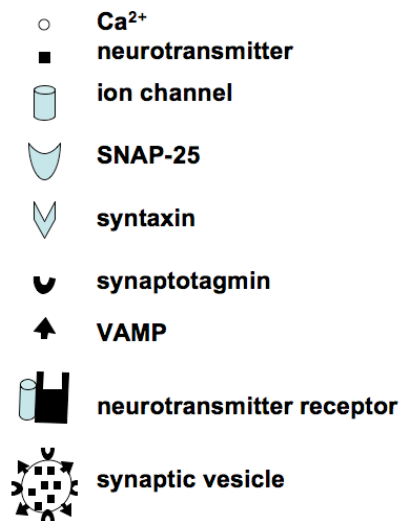 Ca²⁺
neurotransmitter
ion channel
SNAP-25
syntaxin
synaptotagmin
VAMP
neurotransmitter receptor
synaptic vesicle